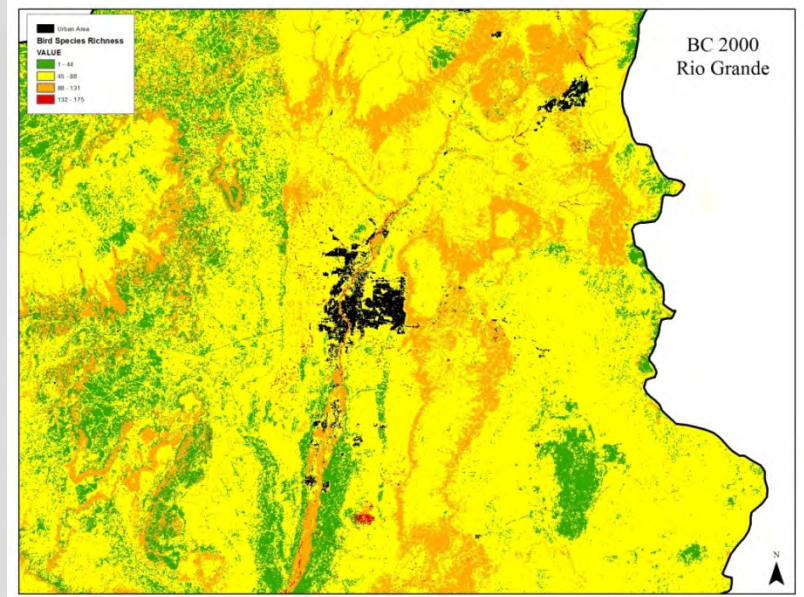 Urban Area
Bird Species Richness
VALUE
1 - 44
45 - 88
88 - 131
132 - 175
BC 2000
Rio Grande
N